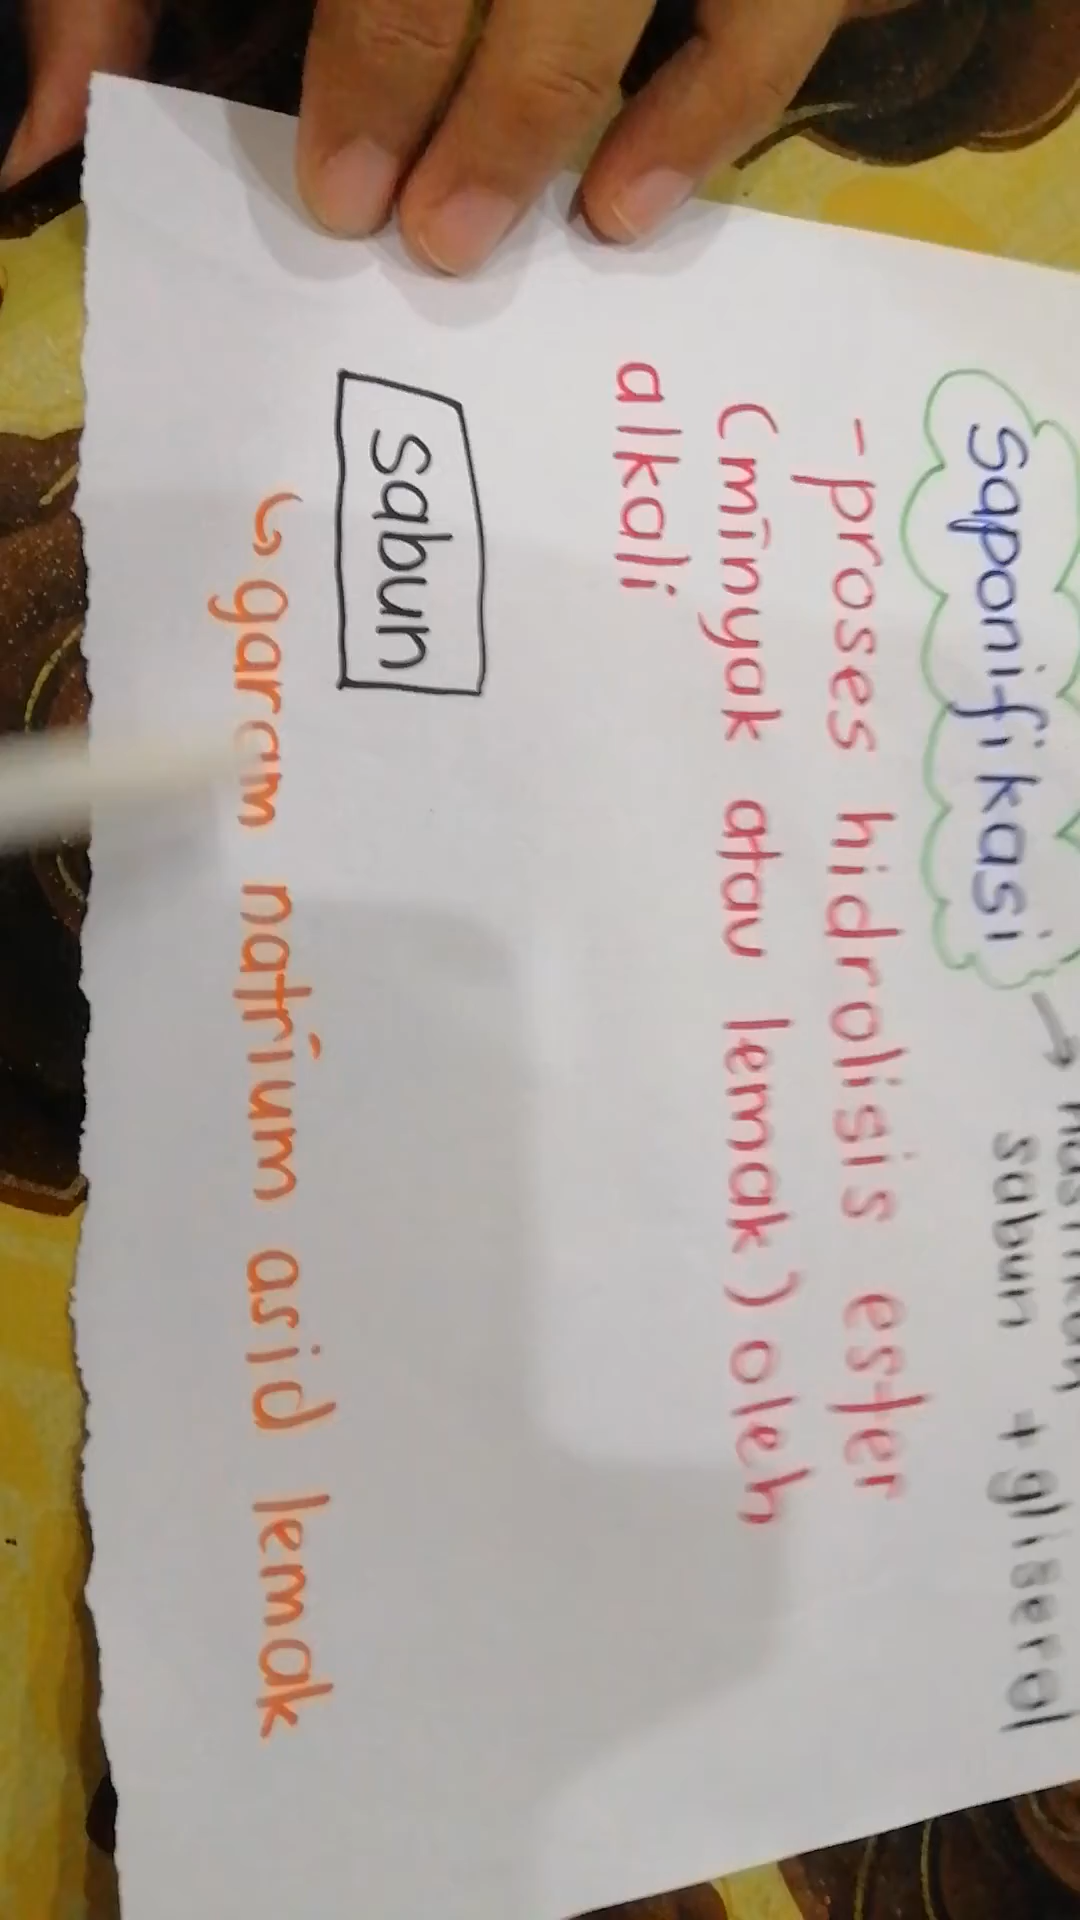 Saponifikasi → hasilkan
sabun + gliserol
- proses hidrolisis ester
(minyak atau lemak) oleh
alkali
sabun
↳ garam natrium asid lemak